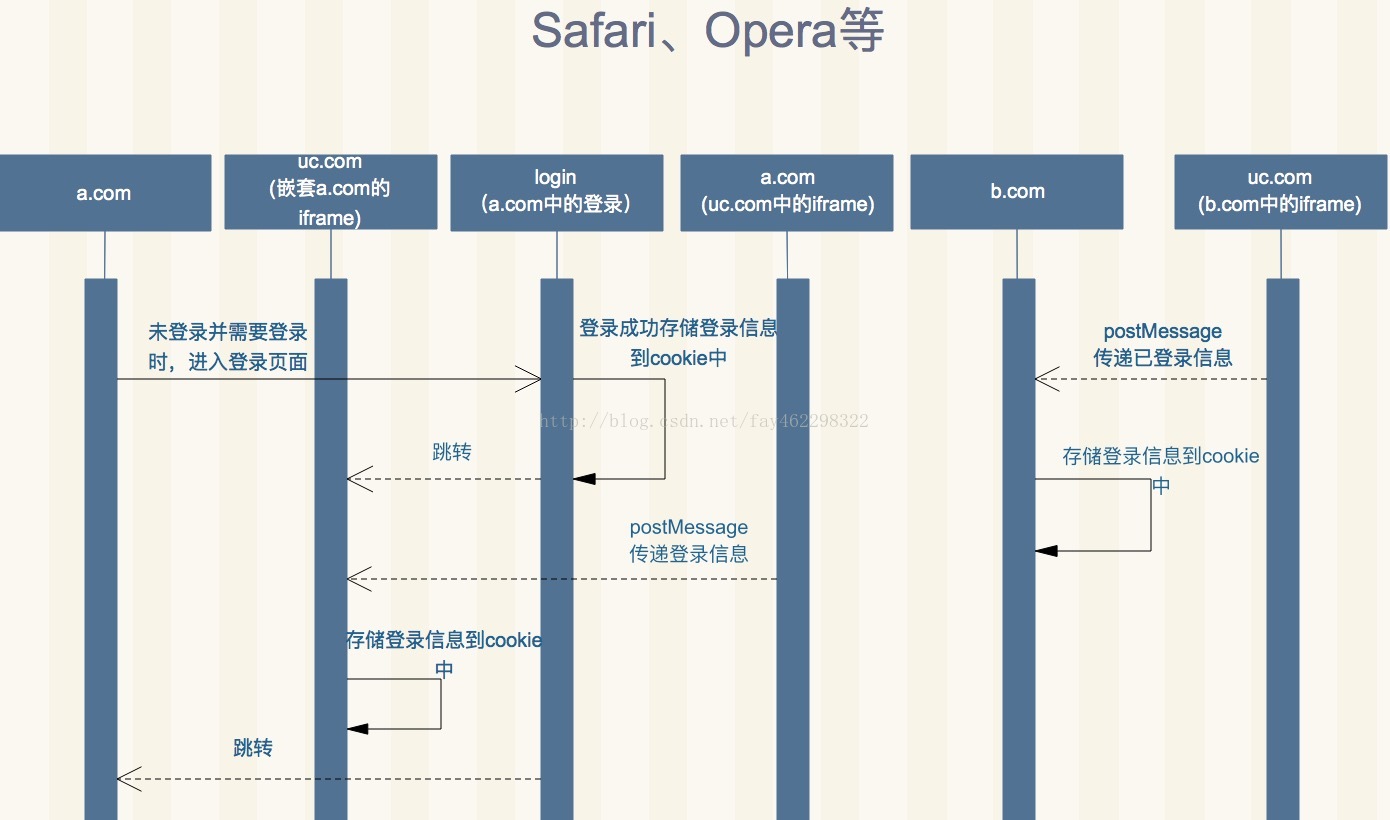 Safari、Opera等
a.com
uc.com
(嵌套a.com的
iframe)
login
（a.com中的登录）
a.com
(uc.com中的iframe)
b.com
uc.com
(b.com中的iframe)
未登录并需要登录
时，进入登录页面
登录成功存储登录信息
到cookie中
postMessage
传递已登录信息
http://blog.csdn.net/fay462298322
跳转
存储登录信息到cookie
中
postMessage
传递登录信息
存储登录信息到cookie
中
跳转